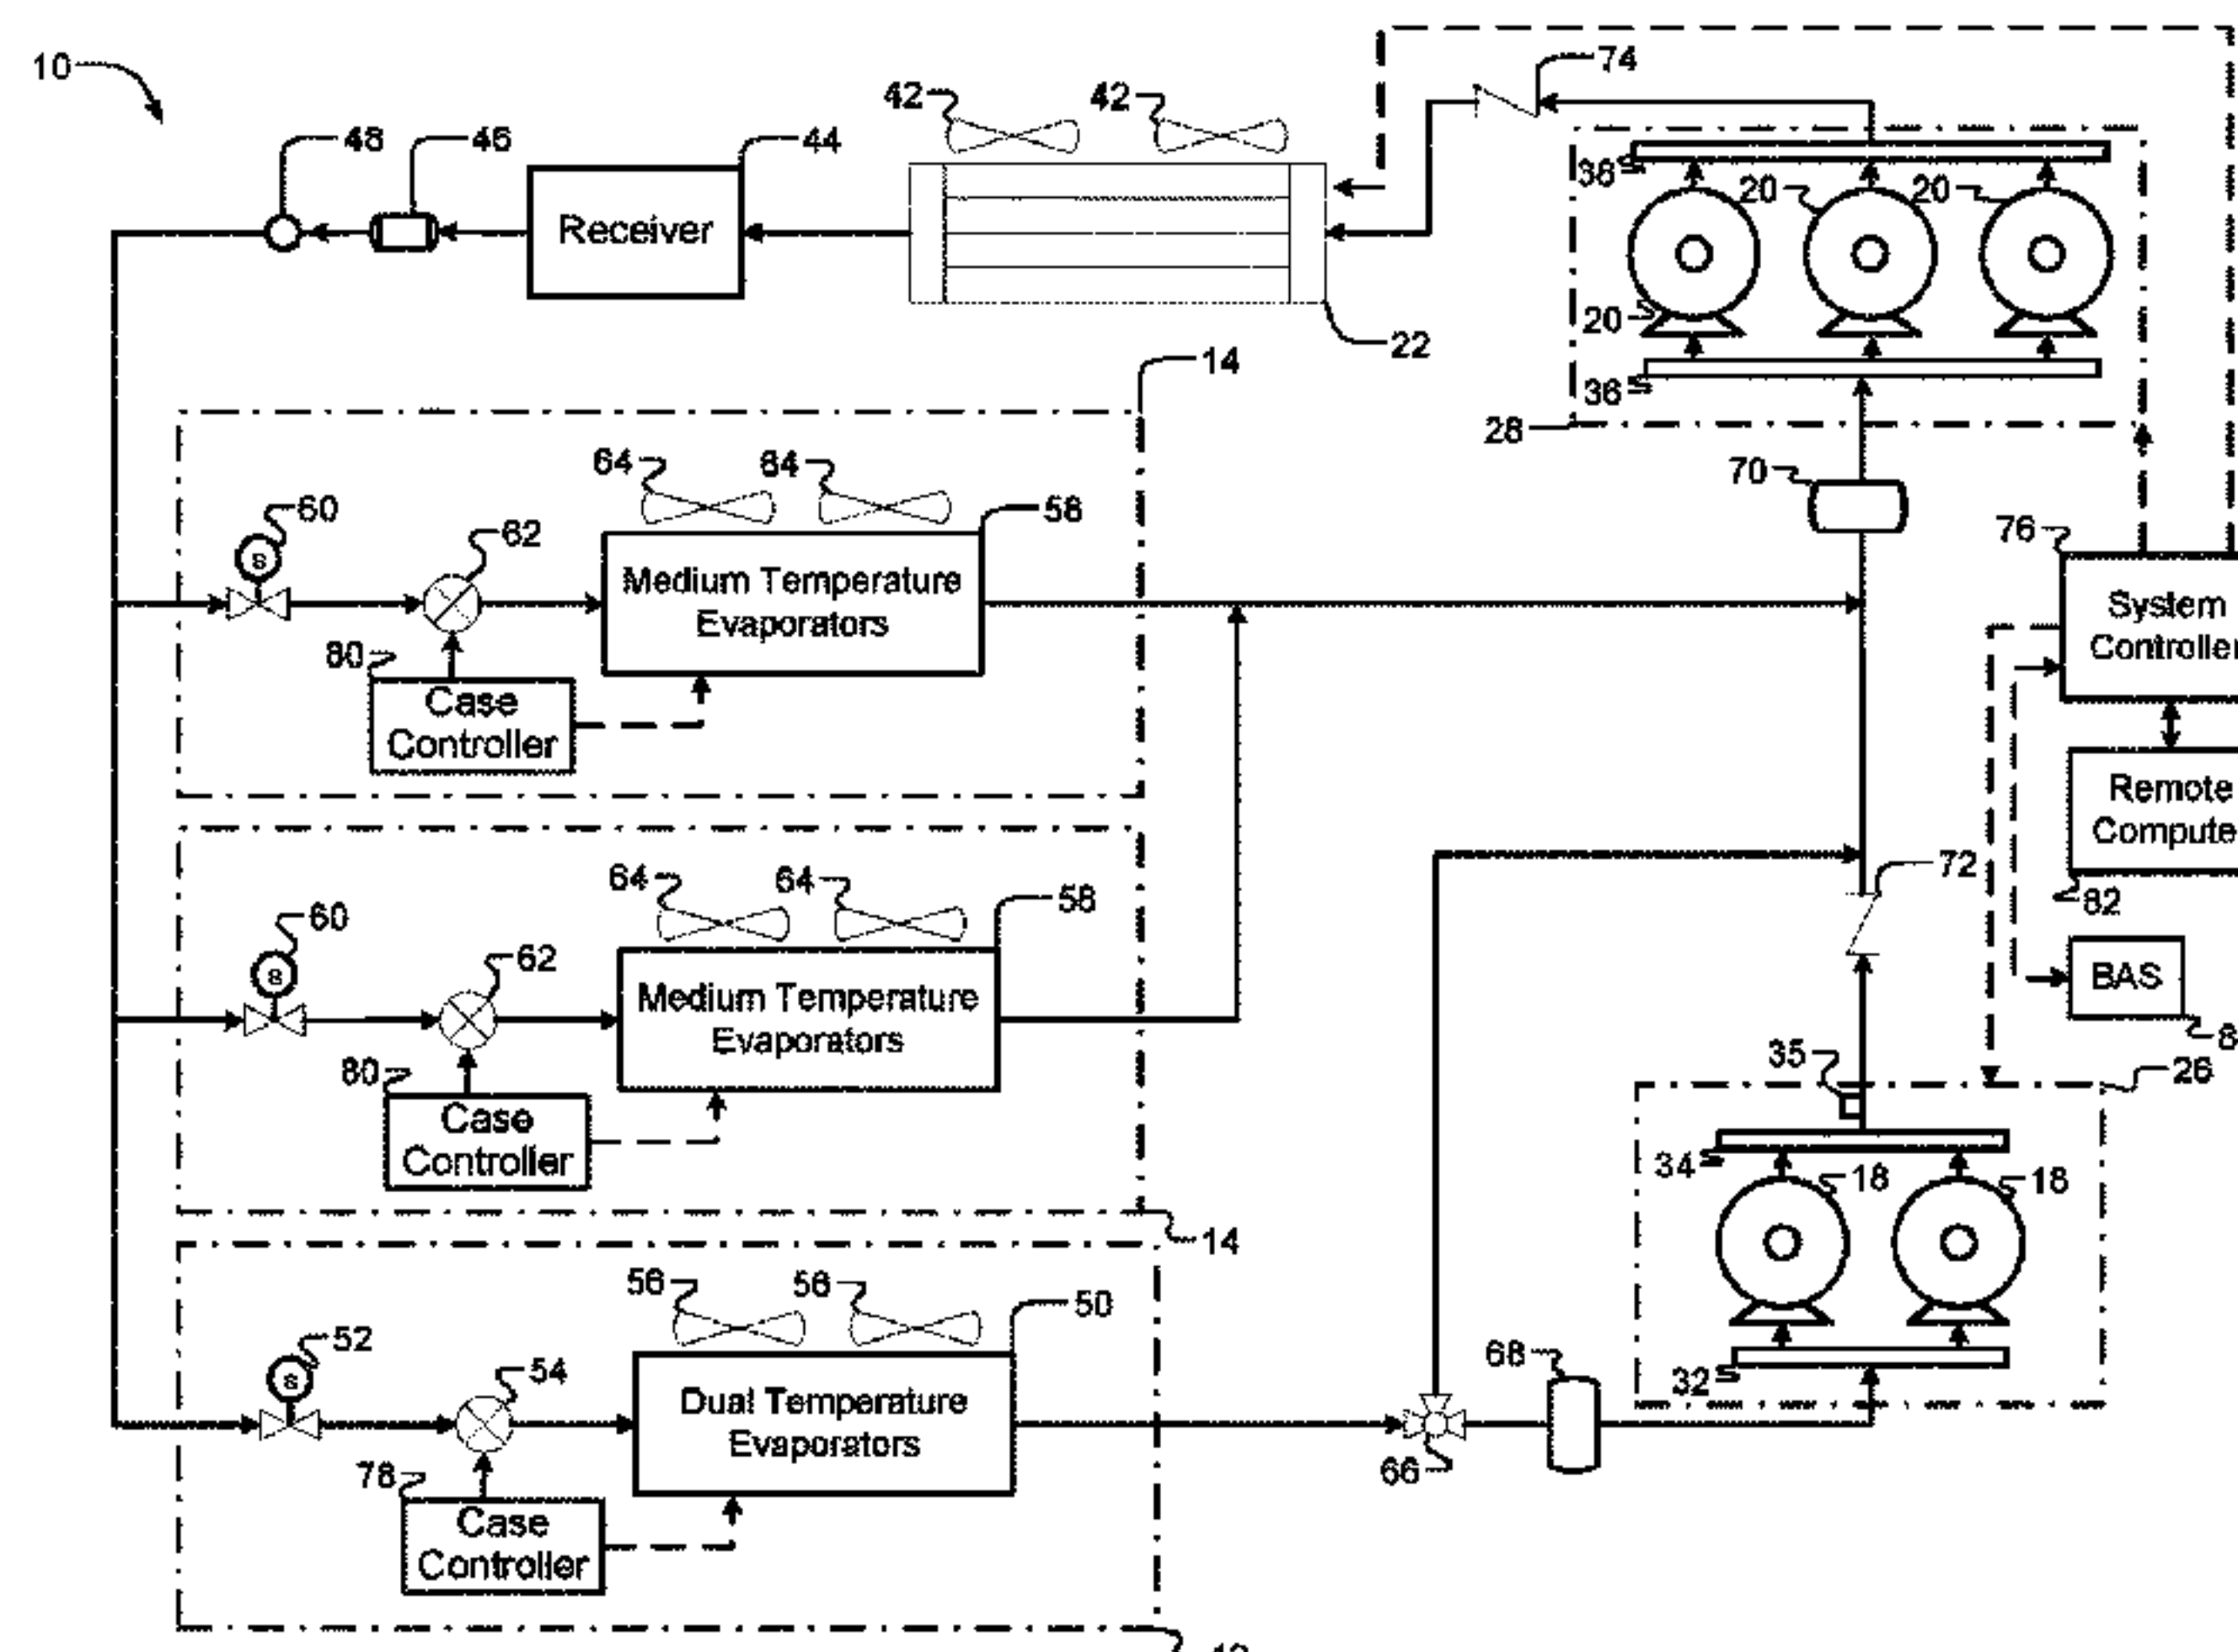 10
74
42
42
48
46
44
38
20
20
Receiver
20
22
36
14
28
64
64
70
60
62
58
76
Medium Temperature
Evaporators
System
Controller
80
Case
Controller
Remote
72
64
64
58
82
60
62
BAS
Medium Temperature
Evaporators
35
26
80
Case
Controller
34
18
18
14
56
56
50
52
54
68
32
Dual Temperature
Evaporators
66
78
Case
Controller